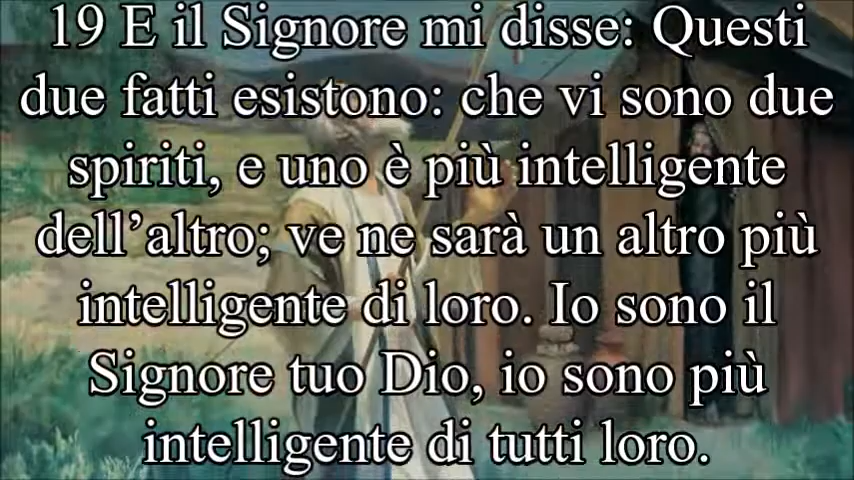 19 E il Signore mi disse: Questi
due fatti esistono: che vi sono due
spiriti, e uno è più intelligente
dell’altro; ve ne sarà un altro più
intelligente di loro. Io sono il
Signore tuo Dio, io sono più
intelligente di tutti loro.